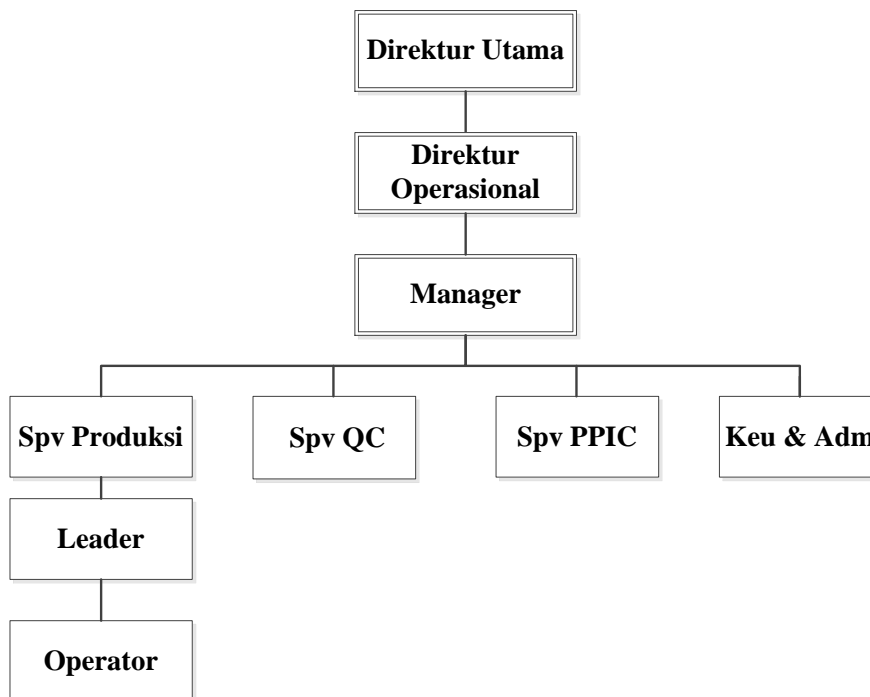 Direktur Utama
Direktur
Operasional
Manager
Spv Produksi
Spv QC
Spv PPIC
Keu & Adm
Leader
Operator